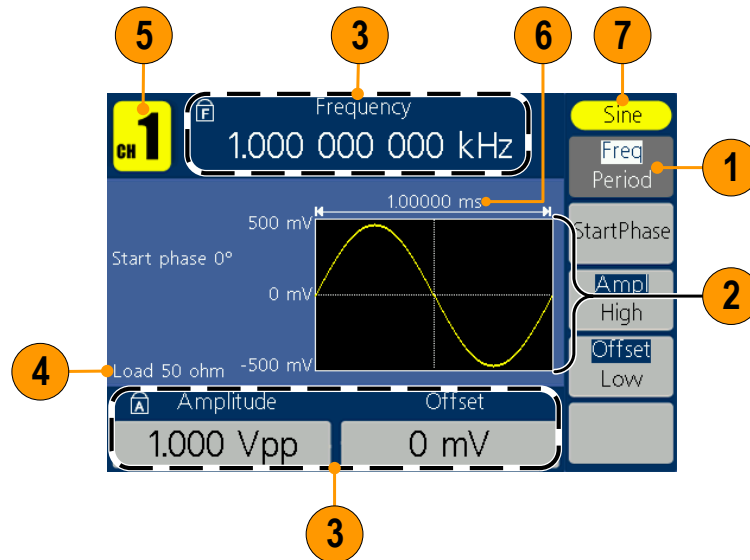 5
3
6
7
CH 1
F
Frequency
1.000 000 000 kHz
Sine
Freq
Period
1
1.00000 ms
500 mV
StartPhase
Start phase 0°
0 mV
Ampl
High
2
Offset
Low
4
Load 50 ohm
-500 mV
A
Amplitude
Offset
1.000 Vpp
0 mV
3